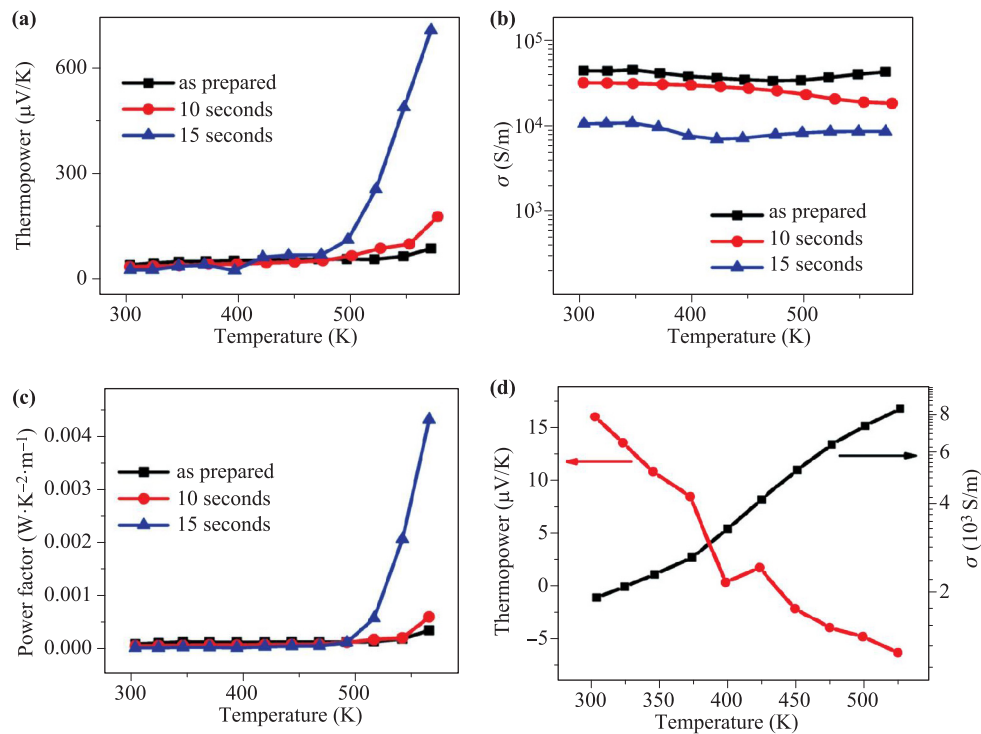 (a)
600
300
0
Thermopower (μV/K)
as prepared
10 seconds
15 seconds
300
400
500
Temperature (K)
(b)
10⁵
10⁴
10³
σ (S/m)
as prepared
10 seconds
15 seconds
300
400
500
Temperature (K)
(c)
0.004
0.003
0.002
0.001
0.000
Power factor (W·K⁻²·m⁻¹)
as prepared
10 seconds
15 seconds
300
400
500
Temperature (K)
(d)
15
10
5
0
−5
Thermopower (μV/K)
8
6
4
2
σ (10³ S/m)
300
350
400
450
500
Temperature (K)